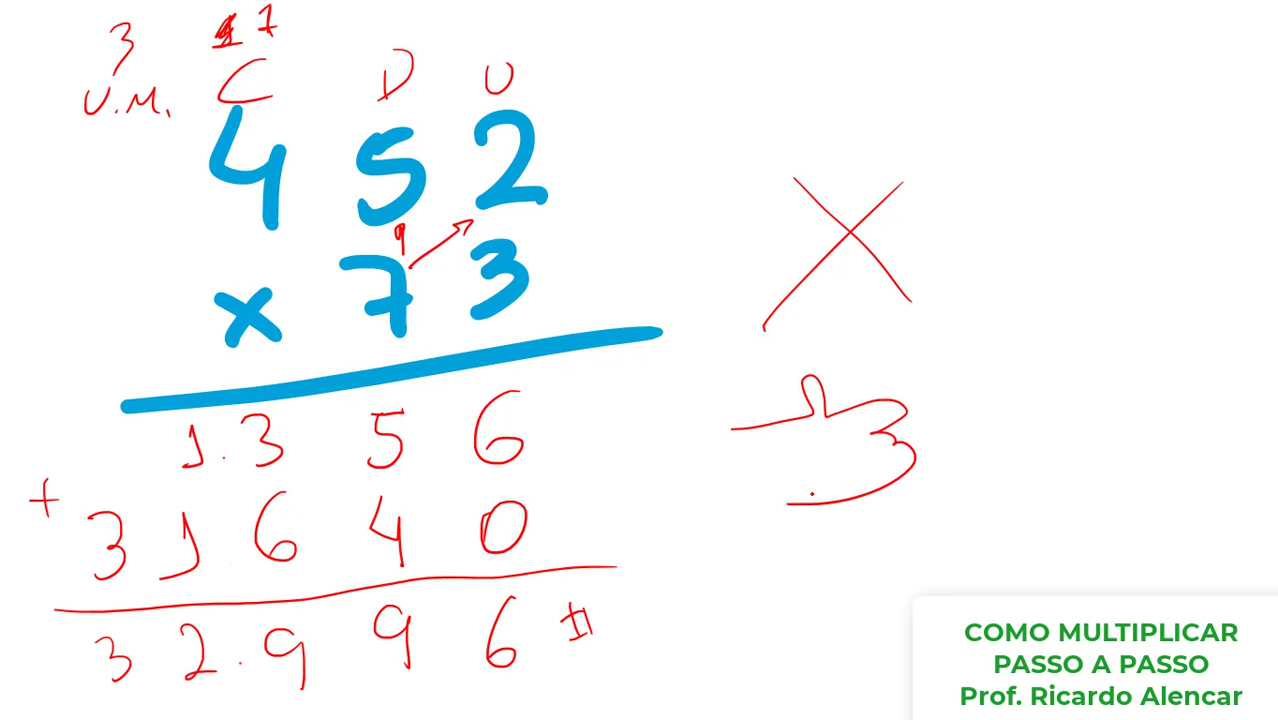 3 7
U.M. C D U
4 5 2
x 7 3
1.3 5 6
+ 3 1 6 4 0
3 2.9 9 6
COMO MULTIPLICAR
PASSO A PASSO
Prof. Ricardo Alencar